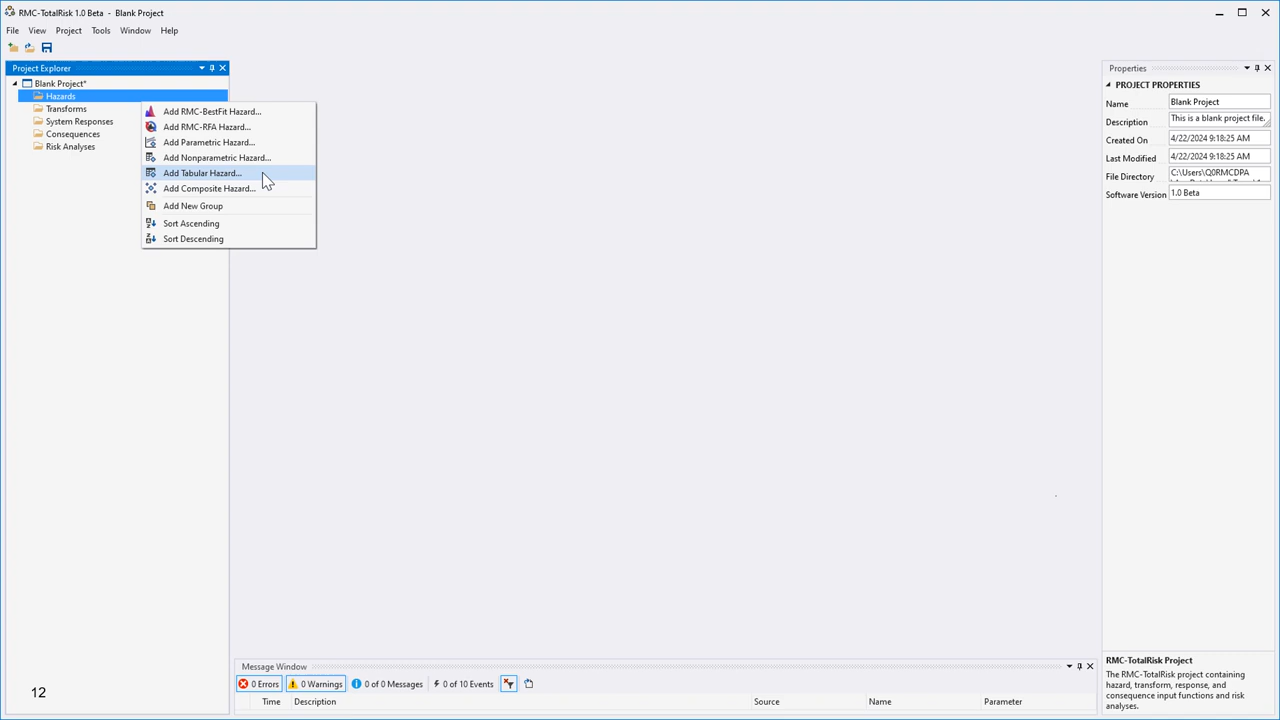 RMC-TotalRisk 1.0 Beta - Blank Project
File View Project Tools Window Help
Project Explorer
Blank Project*
Hazards
Transforms
System Responses
Consequences
Risk Analyses
Add RMC-BestFit Hazard...
Add RMC-RFA Hazard...
Add Parametric Hazard...
Add Nonparametric Hazard...
Add Tabular Hazard...
Add Composite Hazard...
Add New Group
Sort Ascending
Sort Descending
12
Message Window
0 Errors 0 Warnings 0 of 0 Messages 0 of 10 Events
Time Description Source Name Parameter
Properties
PROJECT PROPERTIES
Name Blank Project
Description This is a blank project file.
Created On 4/22/2024 9:18:25 AM
Last Modified 4/22/2024 9:18:25 AM
File Directory C:\Users\Q0RMCDPA
Software Version 1.0 Beta
RMC-TotalRisk Project
The RMC-TotalRisk project containing
hazard, transform, response, and
consequence input functions and risk
analyses.